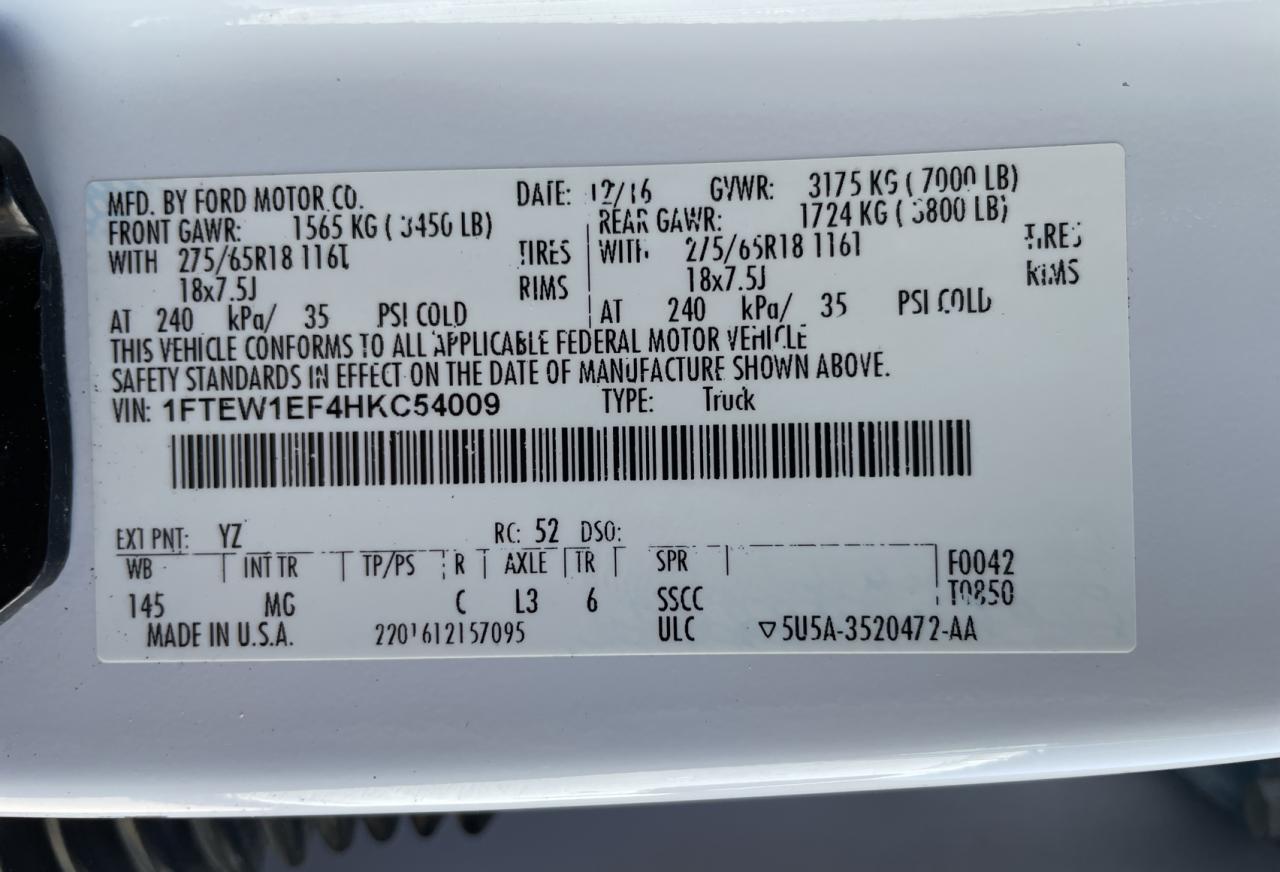 MFD. BY FORD MOTOR CO. DATE: 12/16 GVWR: 3175 KG ( 7000 LB)
FRONT GAWR: 1565 KG ( 3450 LB) REAR GAWR: 1724 KG ( 3800 LB)
WITH 275/65R18 116T TIRES WITH 275/65R18 116T TIRES
18x7.5J RIMS 18x7.5J RIMS
AT 240 kPa/ 35 PSI COLD AT 240 kPa/ 35 PSI COLD
THIS VEHICLE CONFORMS TO ALL APPLICABLE FEDERAL MOTOR VEHICLE
SAFETY STANDARDS IN EFFECT ON THE DATE OF MANUFACTURE SHOWN ABOVE.
VIN: 1FTEW1EF4HKC54009 TYPE: Truck
EXT PNT: YZ RC: 52 DSO:
WB INT TR TP/PS R AXLE TR SPR F0042
145 MG C L3 6 SSCC T0850
MADE IN U.S.A. 2201612157095 ULC ▽5U5A-3520472-AA